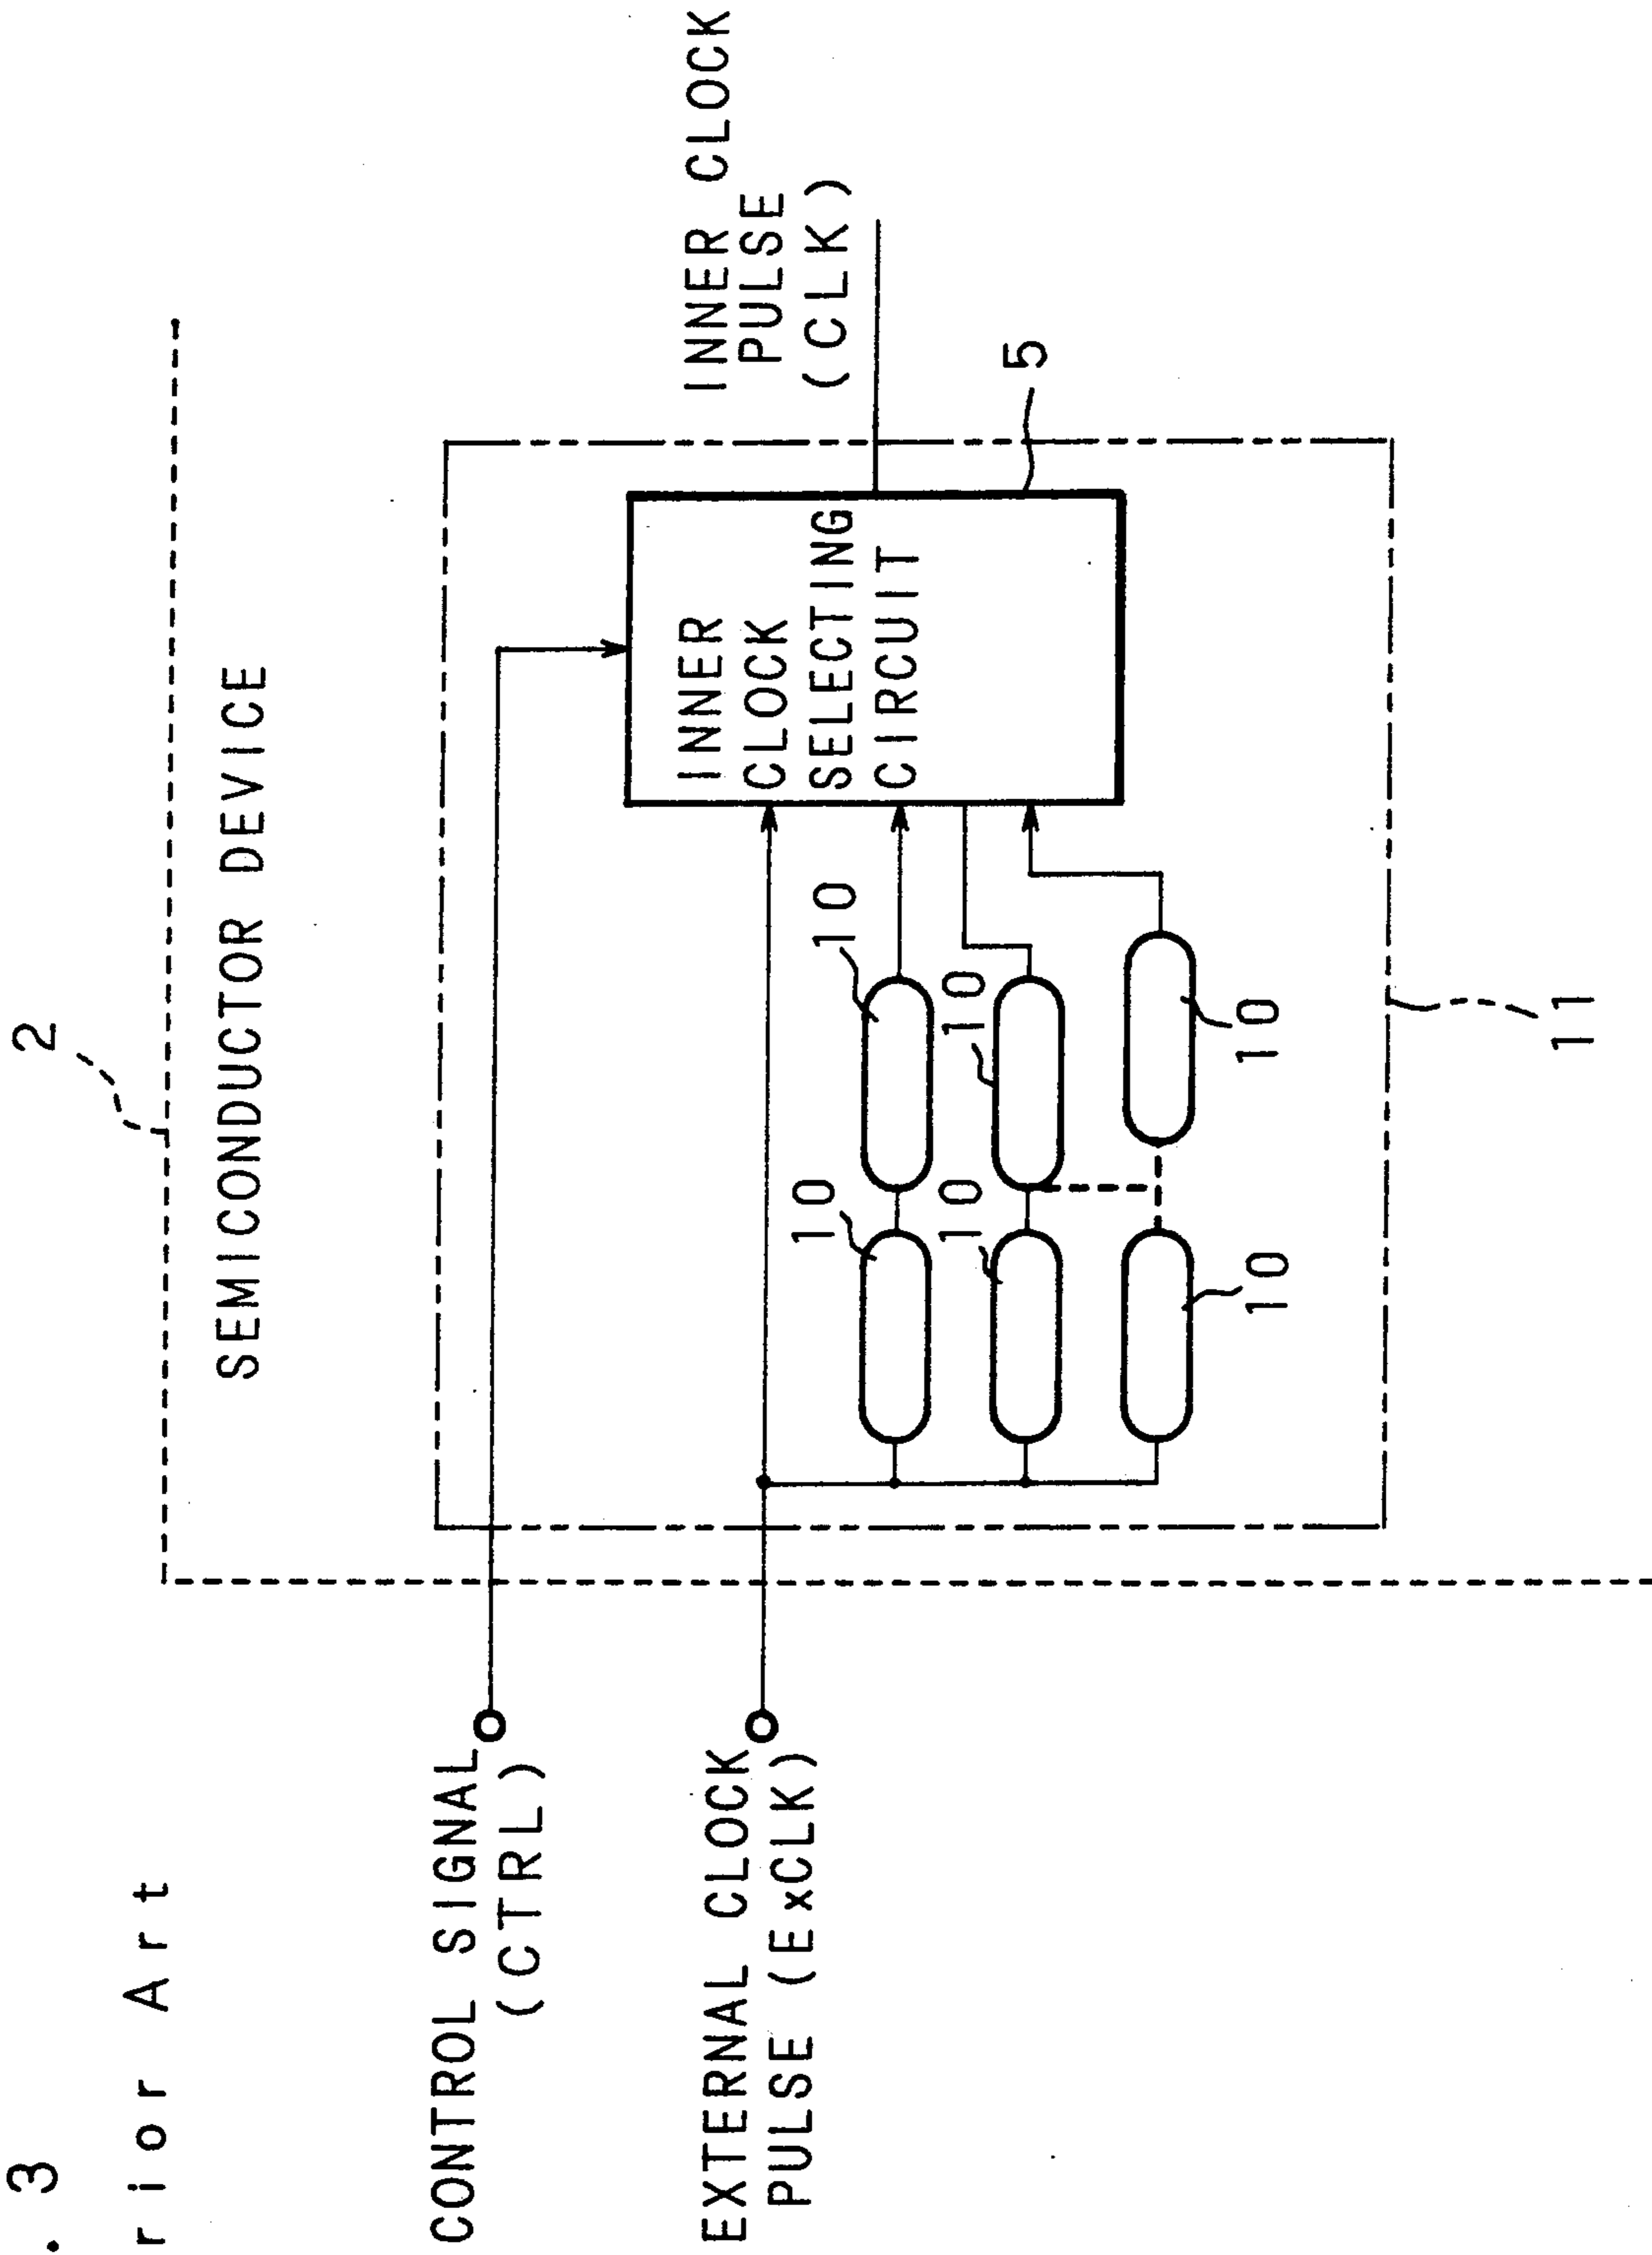 . 3
rior Art
2
SEMICONDUCTOR DEVICE
CONTROL SIGNAL
(CTRL)
EXTERNAL CLOCK
PULSE (ExCLK)
INNER
CLOCK
SELECTING
CIRCUIT
INNER CLOCK
PULSE
(CLK)
5
10
10
10
10
10
10
11